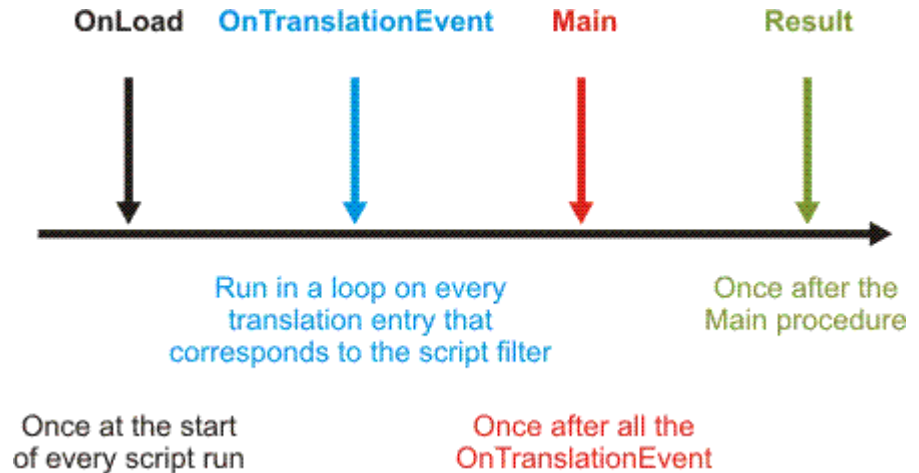 OnLoad OnTranslationEvent Main Result
Run in a loop on every
translation entry that
corresponds to the script filter
Once after the
Main procedure
Once at the start
of every script run
Once after all the
OnTranslationEvent